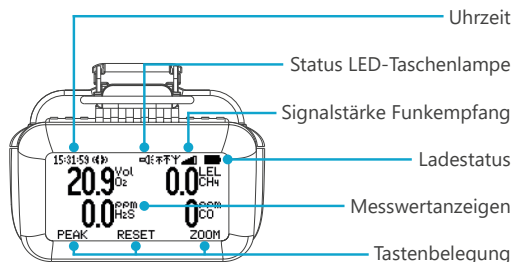 Uhrzeit
Status LED-Taschenlampe
Signalstärke Funkempfang
Ladestatus
Messwertanzeigen
Tastenbelegung
15:31:59
20.9 Vol O₂ 0.0 LEL CH₄
0.0 ppm H₂S 0 ppm CO
PEAK RESET ZOOM